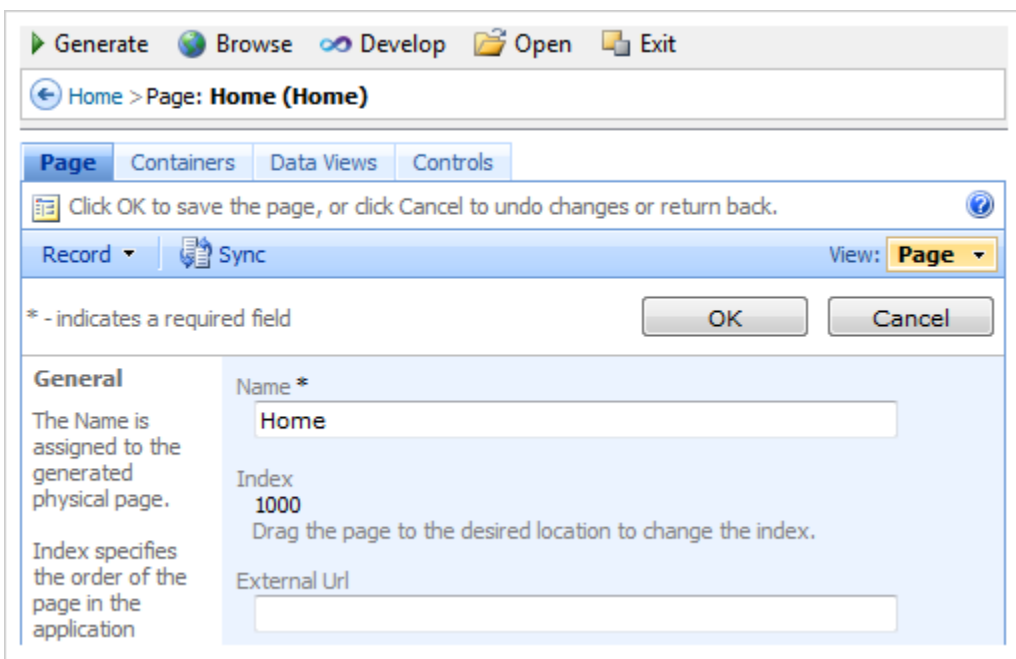 Generate Browse Develop Open Exit
Home > Page: Home (Home)
Page Containers Data Views Controls
Click OK to save the page, or click Cancel to undo changes or return back.
Record Sync View: Page
* - indicates a required field OK Cancel
General
The Name is
assigned to the
generated
physical page.
Index specifies
the order of the
page in the
application
Name *
Home
Index
1000
Drag the page to the desired location to change the index.
External Url